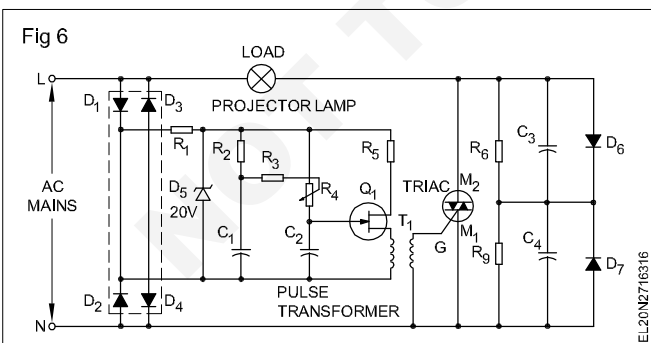 Fig 6
LOAD
L
D1
D3
PROJECTOR LAMP
R1
R2
R3
R5
R6
C3
D6
AC
MAINS
D5
20V
R4
Q1
TRIAC
M2
T1
M1
C1
C2
G
R9
C4
D7
D2
D4
PULSE
TRANSFORMER
N
EL20N2716316
NOT